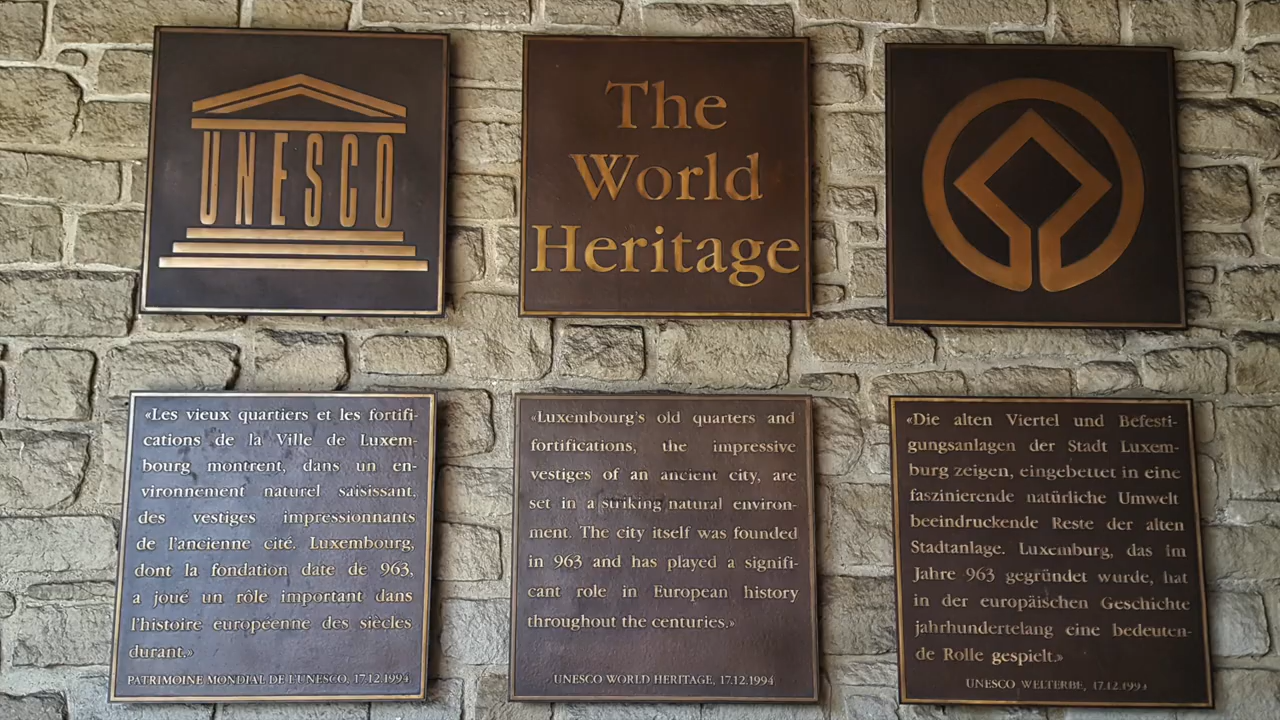 UNESCO
The
World
Heritage
«Les vieux quartiers et les fortifi-
cations de la Ville de Luxem-
bourg montrent, dans un en-
vironnement naturel saisissant,
des vestiges impressionnants
de l'ancienne cité. Luxembourg,
dont la fondation date de 963,
a joué un rôle important dans
l'histoire européenne des siècles
durant.»
PATRIMOINE MONDIAL DE L'UNESCO, 17.12.1994
«Luxembourg's old quarters and
fortifications, the impressive
vestiges of an ancient city, are
set in a striking natural environ-
ment. The city itself was founded
in 963 and has played a signifi-
cant role in European history
throughout the centuries.»
UNESCO WORLD HERITAGE, 17.12.1994
«Die alten Viertel und Befesti-
gungsanlagen der Stadt Luxem-
burg zeigen, eingebettet in eine
faszinierende natürliche Umwelt
beeindruckende Reste der alten
Stadtanlage. Luxemburg, das im
Jahre 963 gegründet wurde, hat
in der europäischen Geschichte
jahrhundertelang eine bedeuten-
de Rolle gespielt.»
UNESCO WELTERBE, 17.12.1994